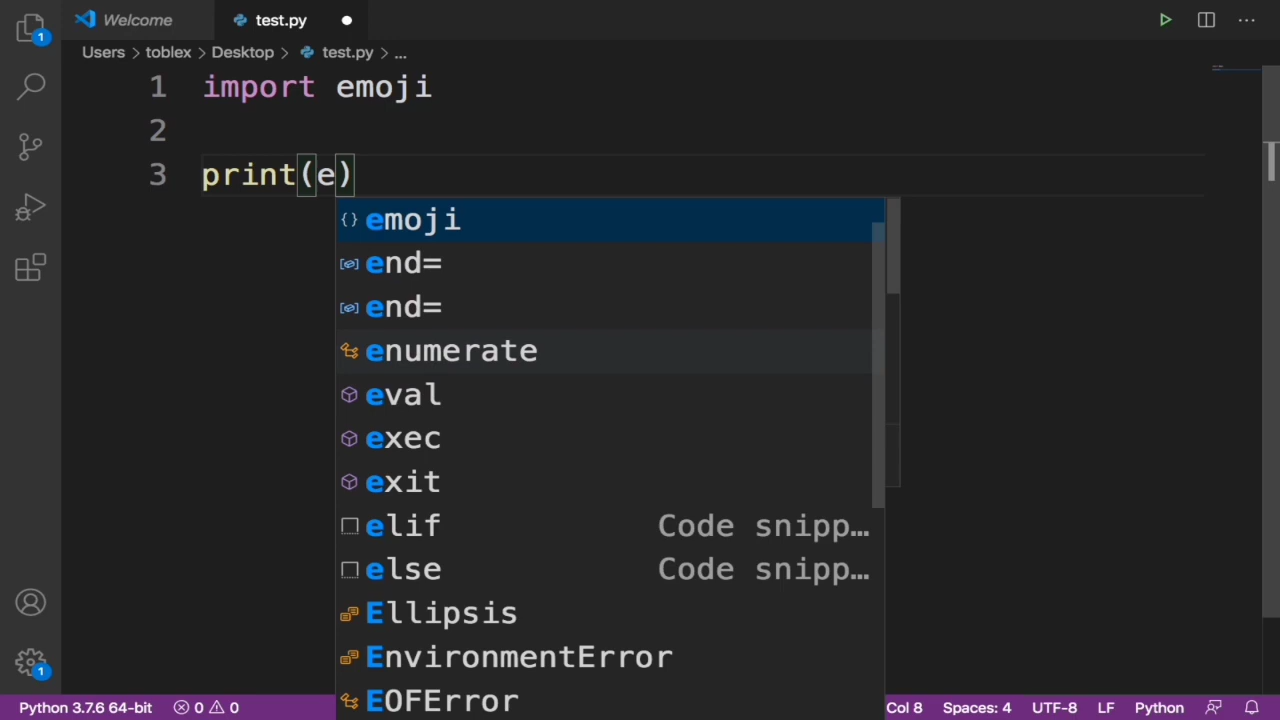 Welcome
test.py
Users > toblex > Desktop > test.py > ...
1 import emoji
2
3 print(e)
emoji
end=
end=
enumerate
eval
exec
exit
elif Code snipp…
else Code snipp…
Ellipsis
EnvironmentError
EOFError
1
1
Python 3.7.6 64-bit 0 0 Col 8 Spaces: 4 UTF-8 LF Python